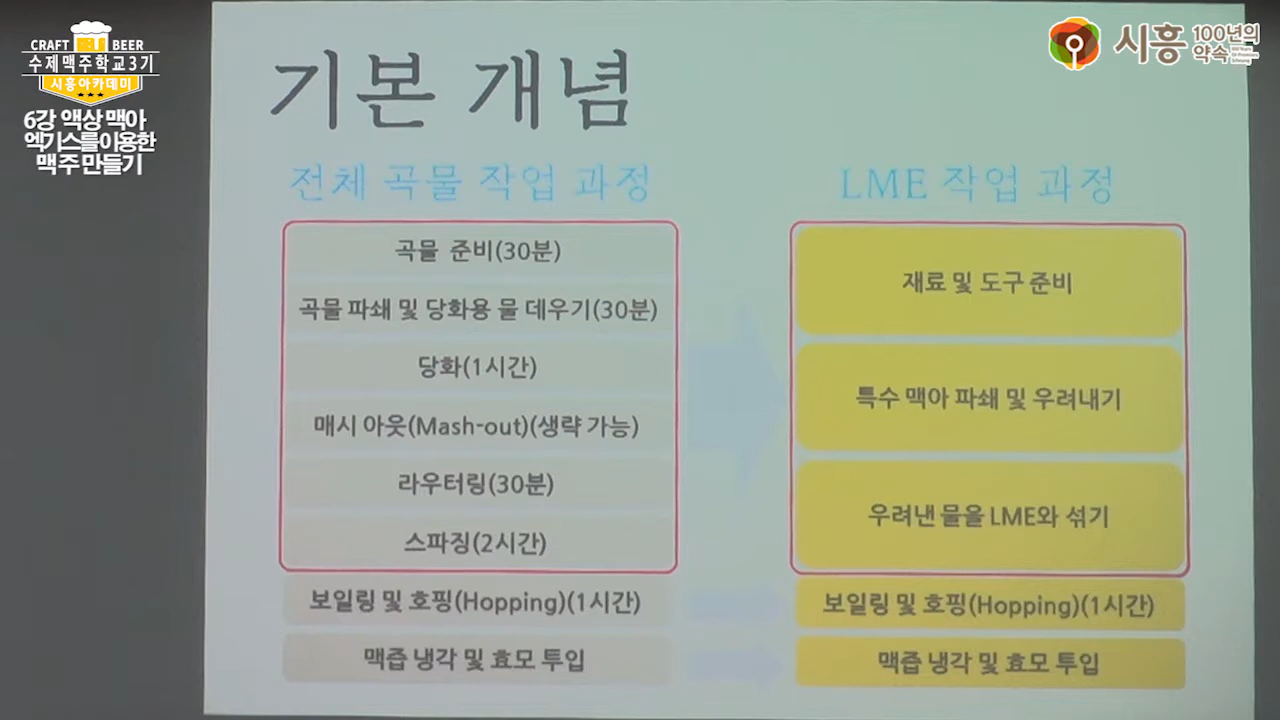 CRAFT BEER
수제맥주학교3기
시흥아카데미
6강 액상 맥아
엑기스를이용한
맥주 만들기
시흥 100년의
약속
기본 개념
전체 곡물 작업 과정
곡물 준비(30분)
곡물 파쇄 및 당화용 물 데우기(30분)
당화(1시간)
매시 아웃(Mash-out)(생략 가능)
라우터링(30분)
스파징(2시간)
보일링 및 호핑(Hopping)(1시간)
맥즙 냉각 및 효모 투입
LME 작업 과정
재료 및 도구 준비
특수 맥아 파쇄 및 우려내기
우려낸 물을 LME와 섞기
보일링 및 호핑(Hopping)(1시간)
맥즙 냉각 및 효모 투입